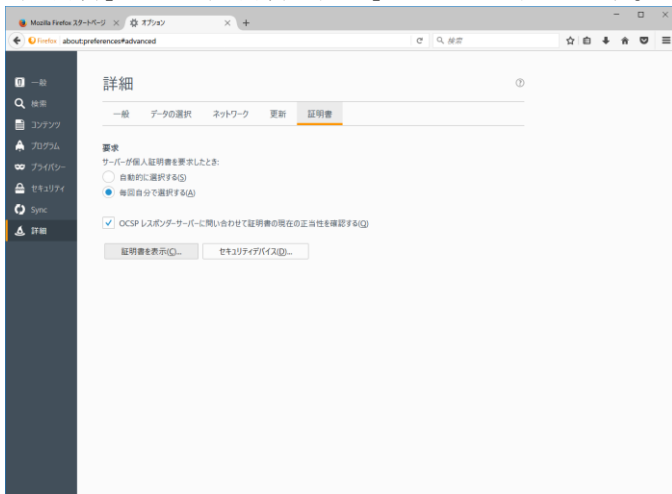 Mozilla Firefox スタートページ
オプション
Firefox about:preferences#advanced
検索
一般
検索
コンテンツ
プログラム
プライバシー
セキュリティ
Sync
詳細
詳細
一般 データの選択 ネットワーク 更新 証明書
要求
サーバーが個人証明書を要求したとき:
自動的に選択する(S)
毎回自分で選択する(A)
OCSP レスポンダーサーバーに問い合わせて証明書の現在の正当性を確認する(Q)
証明書を表示(C)... セキュリティデバイス(D)...